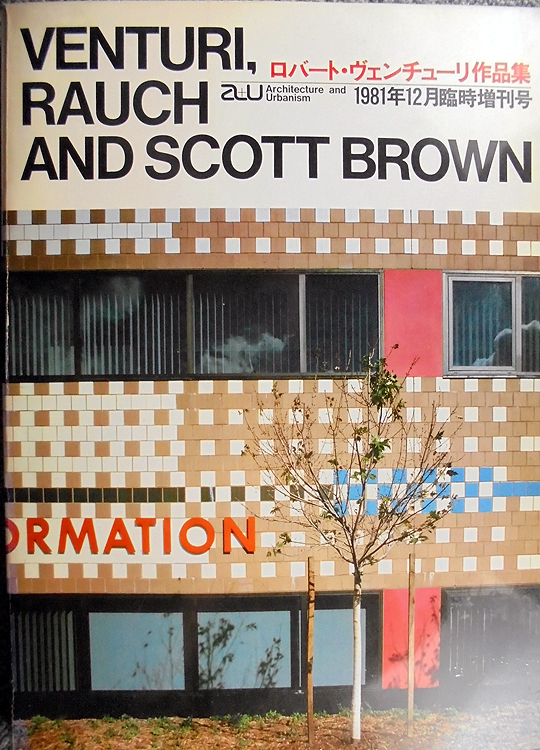 VENTURI,
ロバート・ヴェンチューリ作品集
RAUCH
a+u Architecture and
Urbanism
1981年12月臨時増刊号
AND SCOTT BROWN
ORMATION